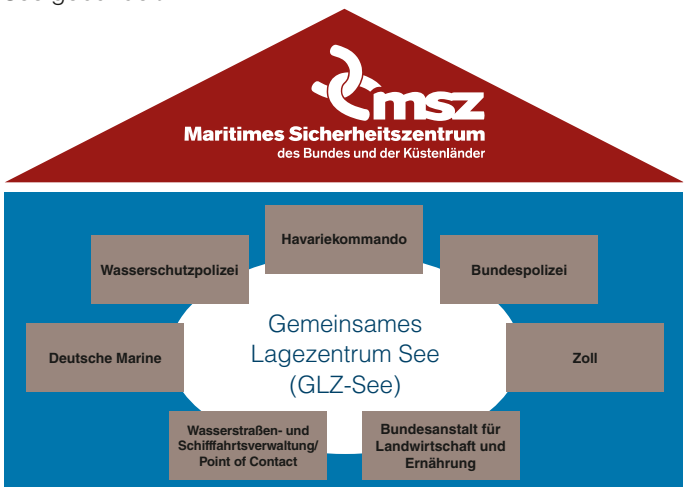 msz
Maritimes Sicherheitszentrum
des Bundes und der Küstenländer
Havariekommando
Wasserschutzpolizei
Bundespolizei
Deutsche Marine
Gemeinsames
Lagezentrum See
(GLZ-See)
Zoll
Wasserstraßen- und
Schifffahrtsverwaltung/
Point of Contact
Bundesanstalt für
Landwirtschaft und
Ernährung